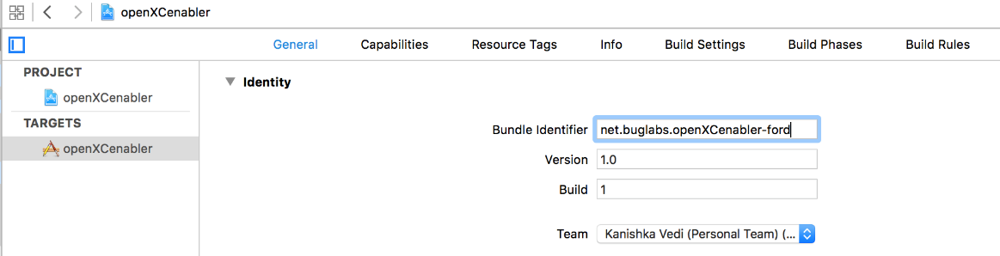 openXCenabler
General Capabilities Resource Tags Info Build Settings Build Phases Build Rules
PROJECT
openXCenabler
TARGETS
openXCenabler
Identity
Bundle Identifier net.buglabs.openXCenabler-ford
Version 1.0
Build 1
Team Kanishka Vedi (Personal Team) (...